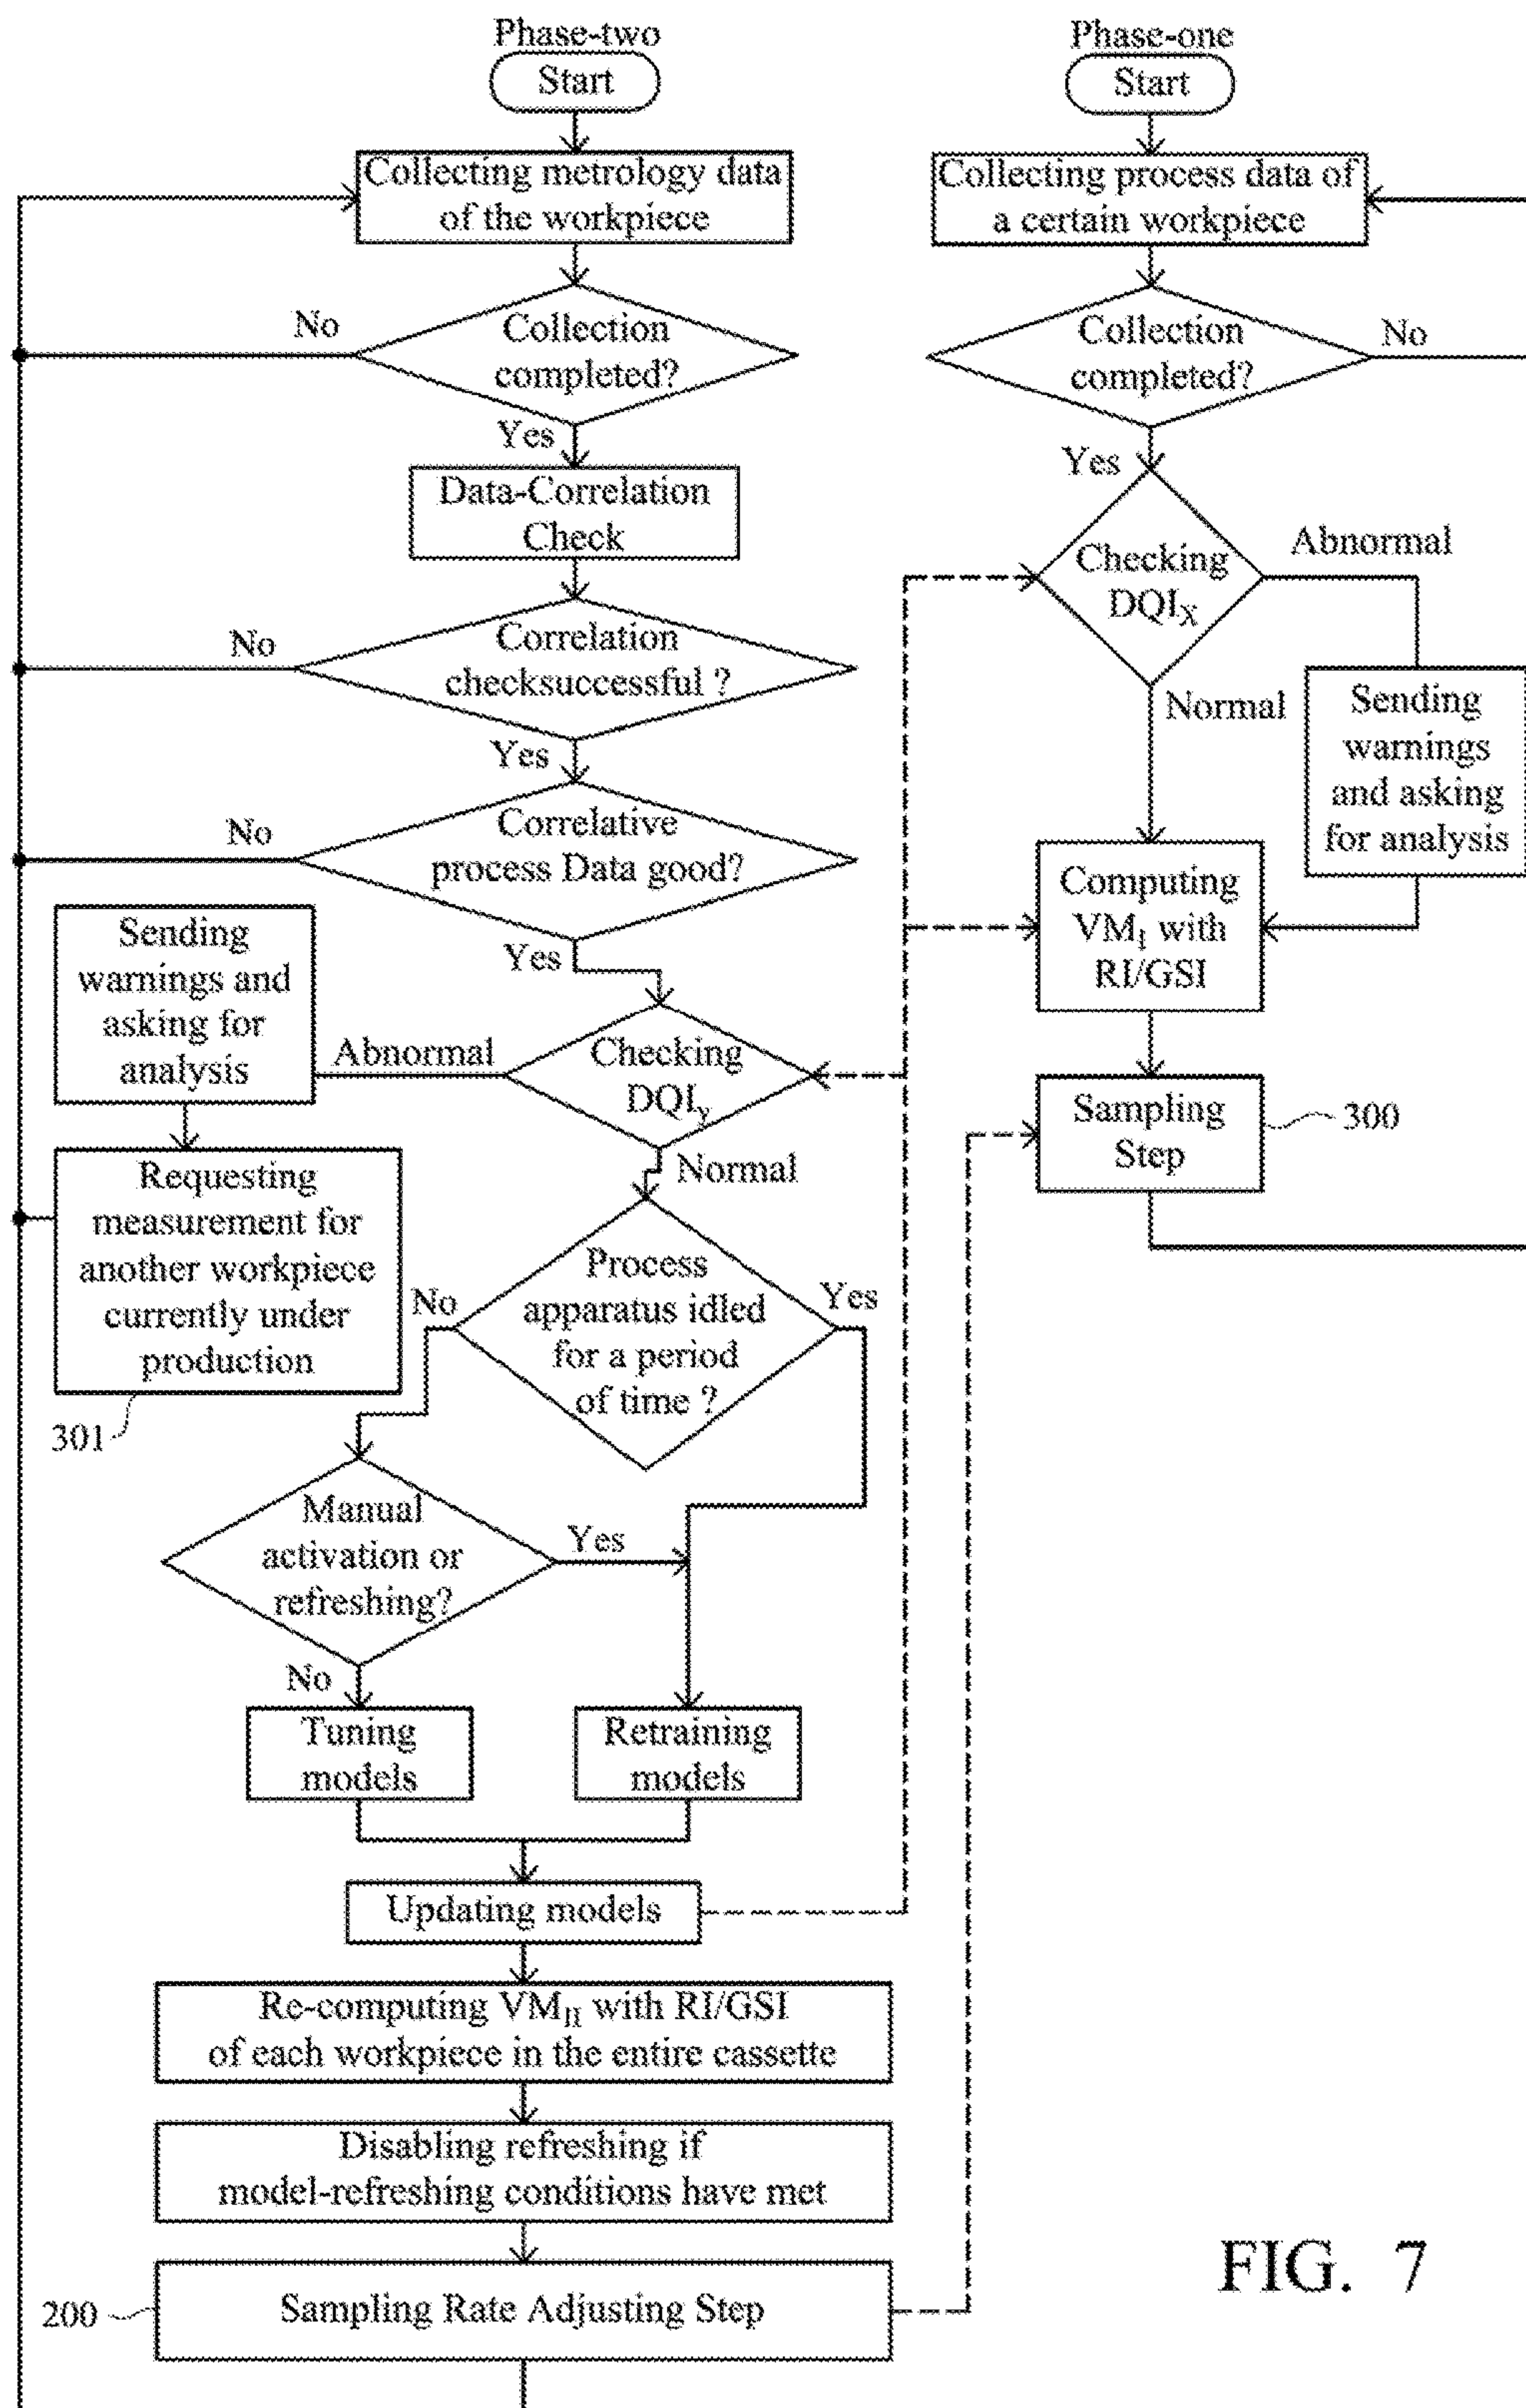 Phase-two
Start
Collecting metrology data
of the workpiece
No
Collection
completed?
Yes
Data-Correlation
Check
No
Correlation
checksuccessful ?
Yes
No
Correlative
process Data good?
Yes
Sending
warnings and
asking for
analysis
Abnormal
Checking
DQIy
Normal
Requesting
measurement for
another workpiece
currently under
production
301
No
Process
apparatus idled
for a period
of time ?
Yes
Manual
activation or
refreshing?
Yes
No
Tuning
models
Retraining
models
Updating models
Re-computing VMII with RI/GSI
of each workpiece in the entire cassette
Disabling refreshing if
model-refreshing conditions have met
200
Sampling Rate Adjusting Step
Phase-one
Start
Collecting process data of
a certain workpiece
Collection
completed?
No
Yes
Checking
DQIX
Abnormal
Normal
Sending
warnings
and asking
for analysis
Computing
VMI with
RI/GSI
Sampling
Step
300
FIG. 7